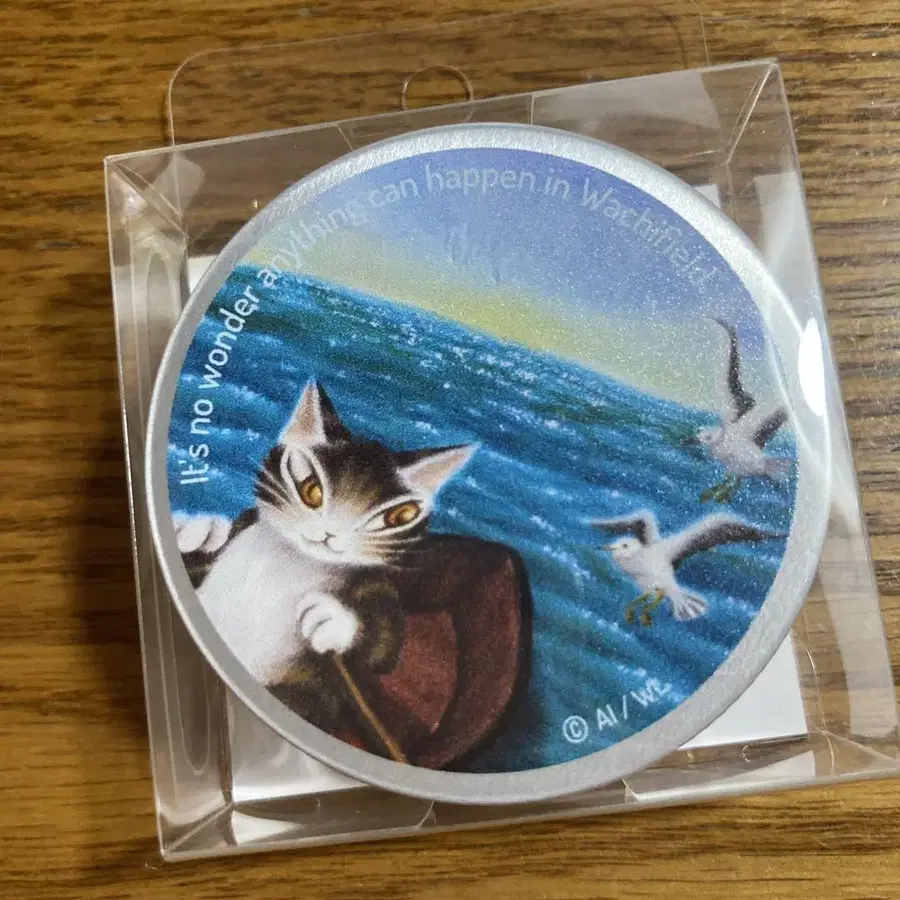 It's no wonder anything can happen in Wachifield.
© AI / WL